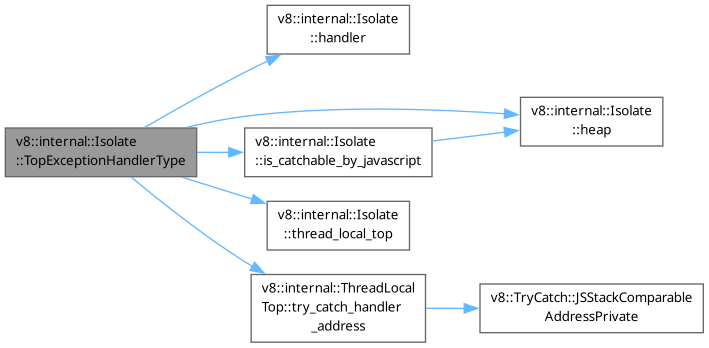 v8::internal::Isolate
::handler
v8::internal::Isolate
::heap
v8::internal::Isolate
::TopExceptionHandlerType
v8::internal::Isolate
::is_catchable_by_javascript
v8::internal::Isolate
::thread_local_top
v8::internal::ThreadLocal
Top::try_catch_handler
_address
v8::TryCatch::JSStackComparable
AddressPrivate